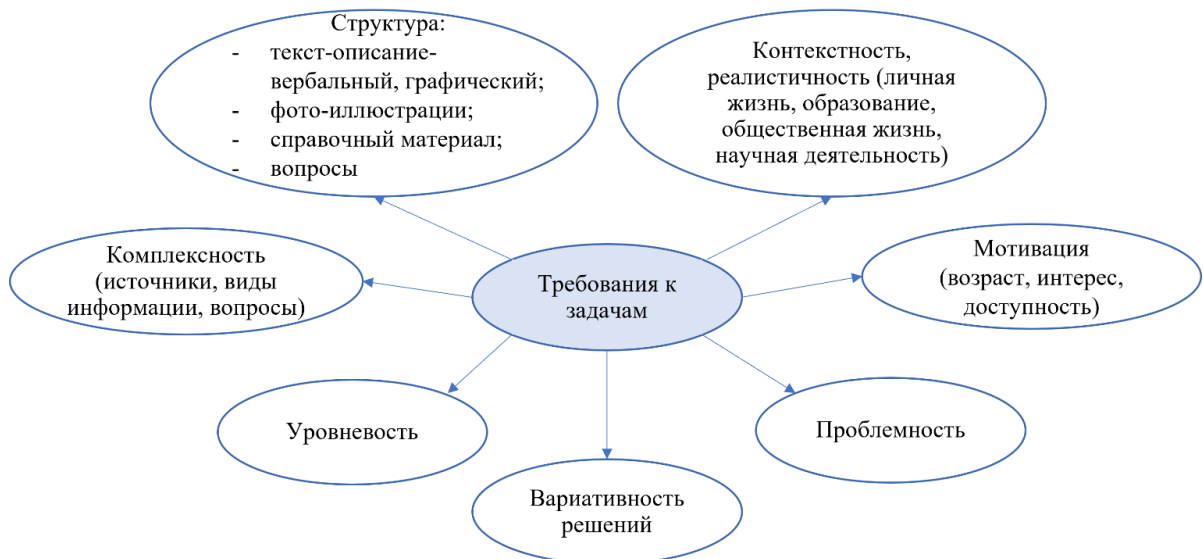 Структура:
- текст-описание-
вербальный, графический;
- фото-иллюстрации;
- справочный материал;
- вопросы
Контекстность,
реалистичность (личная
жизнь, образование,
общественная жизнь,
научная деятельность)
Комплексность
(источники, виды
информации, вопросы)
Требования к
задачам
Мотивация
(возраст, интерес,
доступность)
Уровневость
Проблемность
Вариативность
решений